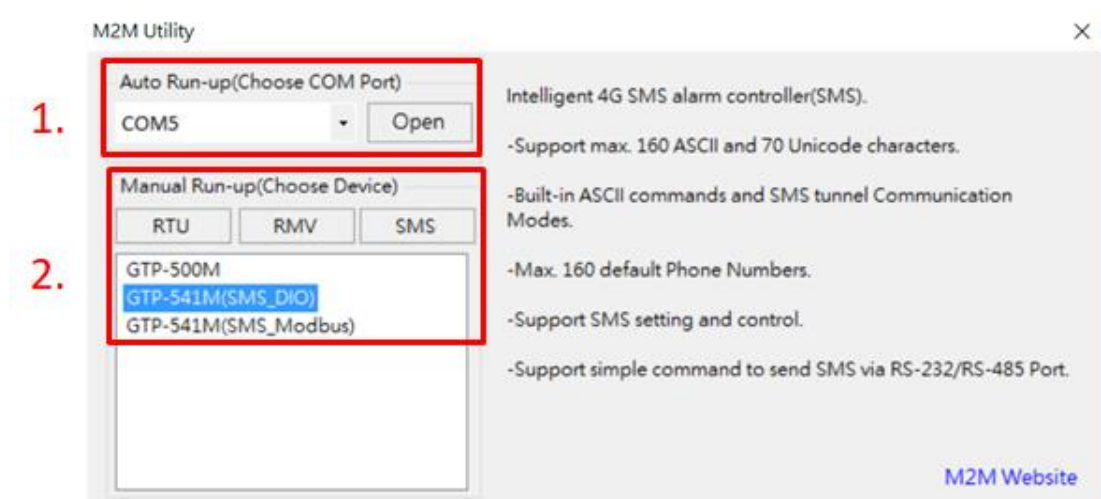 M2M Utility
1.
Auto Run-up(Choose COM Port)
COM5
Open
2.
Manual Run-up(Choose Device)
RTU RMV SMS
GTP-500M
GTP-541M(SMS_DIO)
GTP-541M(SMS_Modbus)
Intelligent 4G SMS alarm controller(SMS).
-Support max. 160 ASCII and 70 Unicode characters.
-Built-in ASCII commands and SMS tunnel Communication
Modes.
-Max. 160 default Phone Numbers.
-Support SMS setting and control.
-Support simple command to send SMS via RS-232/RS-485 Port.
M2M Website